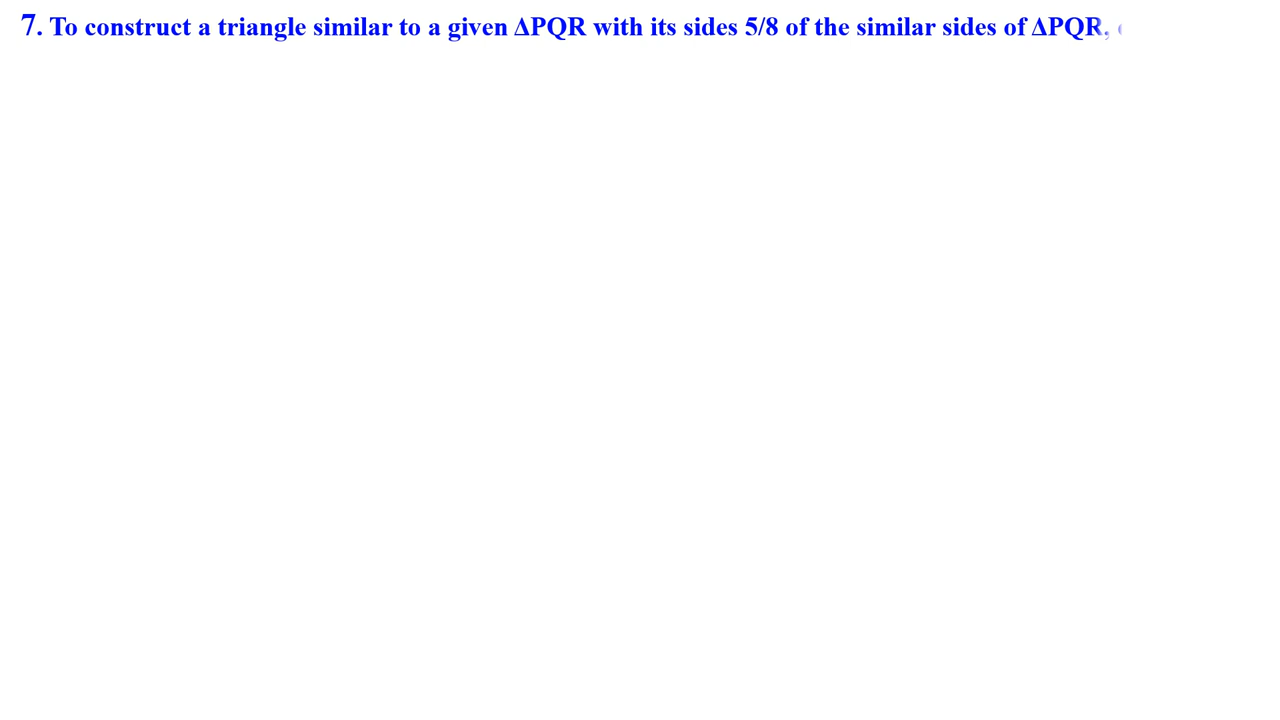 7. To construct a triangle similar to a given ΔPQR with its sides 5/8 of the similar sides of ΔPQR,